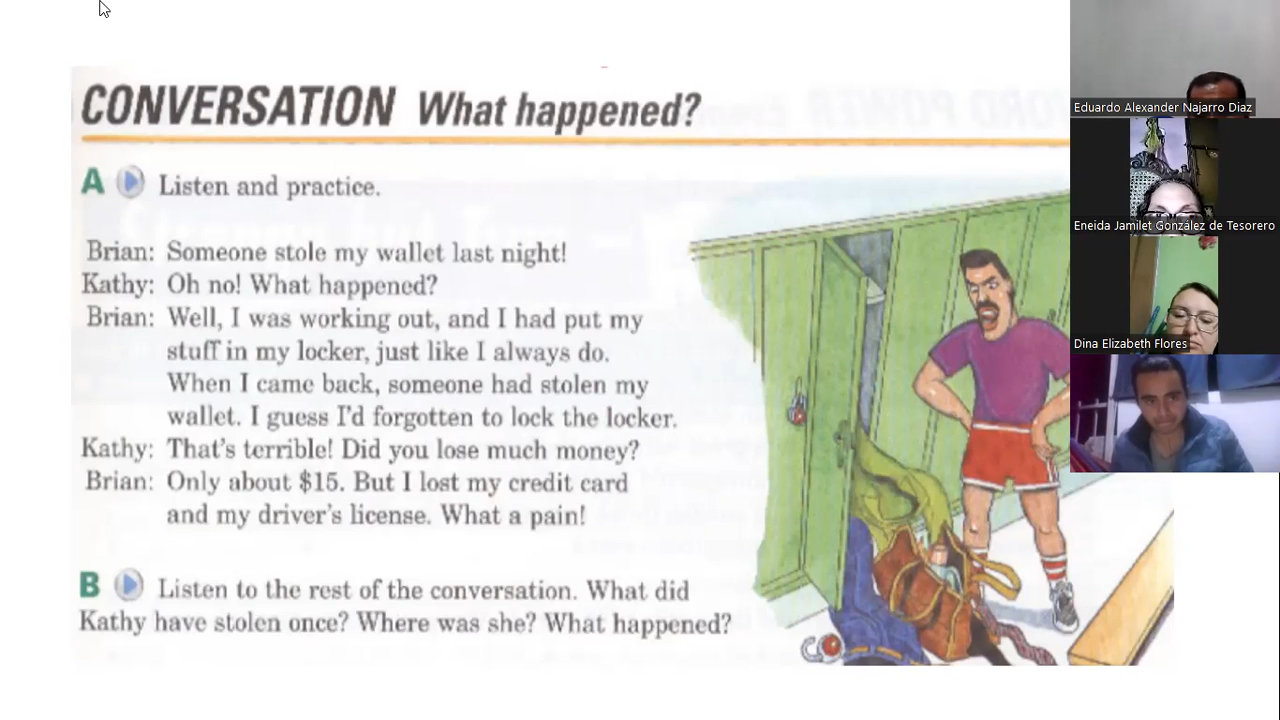 CONVERSATION What happened?
A Listen and practice.
Brian: Someone stole my wallet last night!
Kathy: Oh no! What happened?
Brian: Well, I was working out, and I had put my
stuff in my locker, just like I always do.
When I came back, someone had stolen my
wallet. I guess I'd forgotten to lock the locker.
Kathy: That's terrible! Did you lose much money?
Brian: Only about $15. But I lost my credit card
and my driver's license. What a pain!
B Listen to the rest of the conversation. What did
Kathy have stolen once? Where was she? What happened?
Eduardo Alexander Najarro Diaz
Eneida Jamilet González de Tesorero
Dina Elizabeth Flores